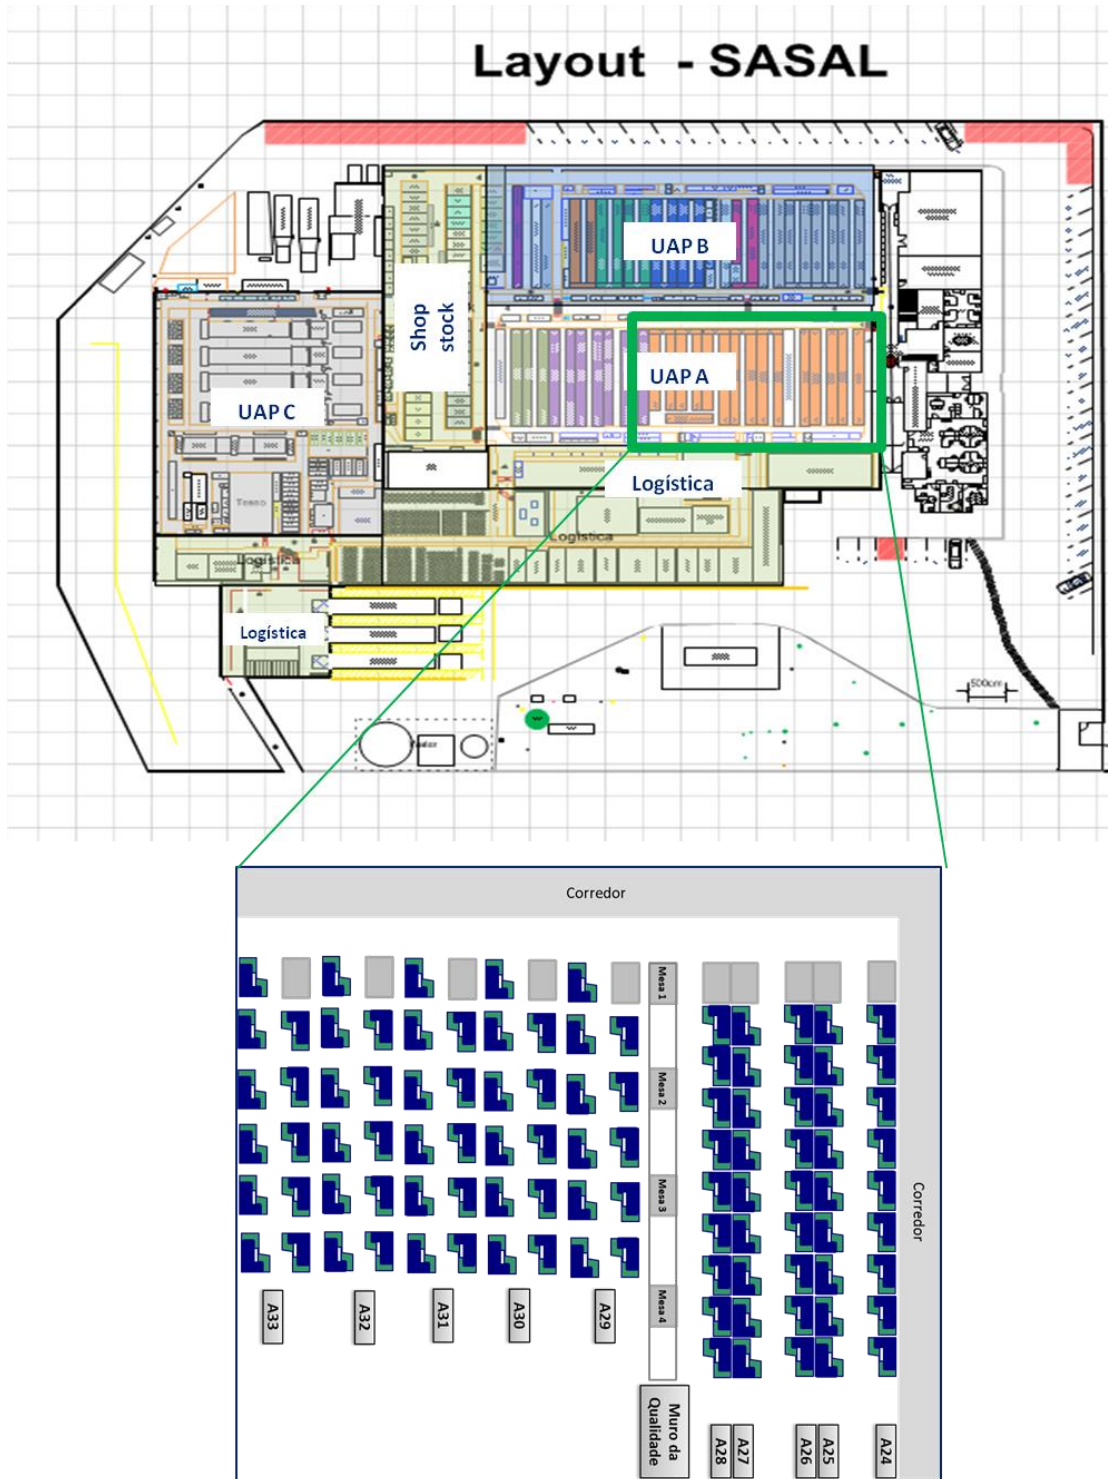 Layout - SASAL
UAP B
Shop
stock
UAP A
UAP C
Logística
Logística
Logística
Logística
500cm
Corredor
Corredor
Mesa 1
Mesa 2
Mesa 3
Mesa 4
A33
A32
A31
A30
A29
Muro da
Qualidade
A28
A27
A26
A25
A24